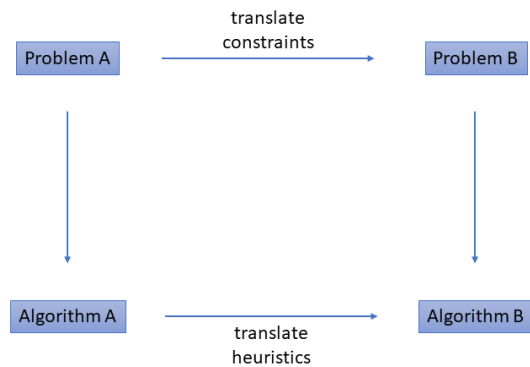 translate
constraints
Problem A
Problem B
Algorithm A
Algorithm B
translate
heuristics